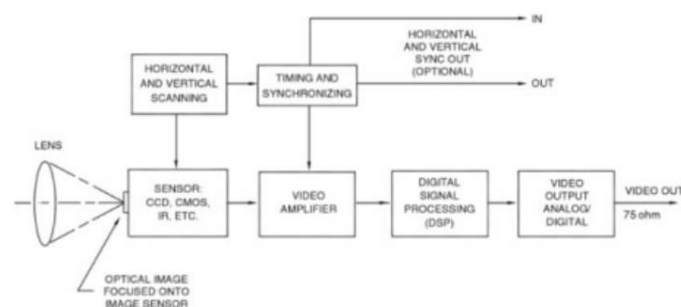 IN
HORIZONTAL
AND VERTICAL
SYNC OUT
(OPTIONAL)
OUT
HORIZONTAL
AND VERTICAL
SCANNING
TIMING AND
SYNCHRONIZING
LENS
SENSOR:
CCD, CMOS,
IR, ETC.
VIDEO
AMPLIFIER
DIGITAL
SIGNAL
PROCESSING
(DSP)
VIDEO
OUTPUT
ANALOG/
DIGITAL
VIDEO OUT
75 ohm
OPTICAL IMAGE
FOCUSED ONTO
IMAGE SENSOR